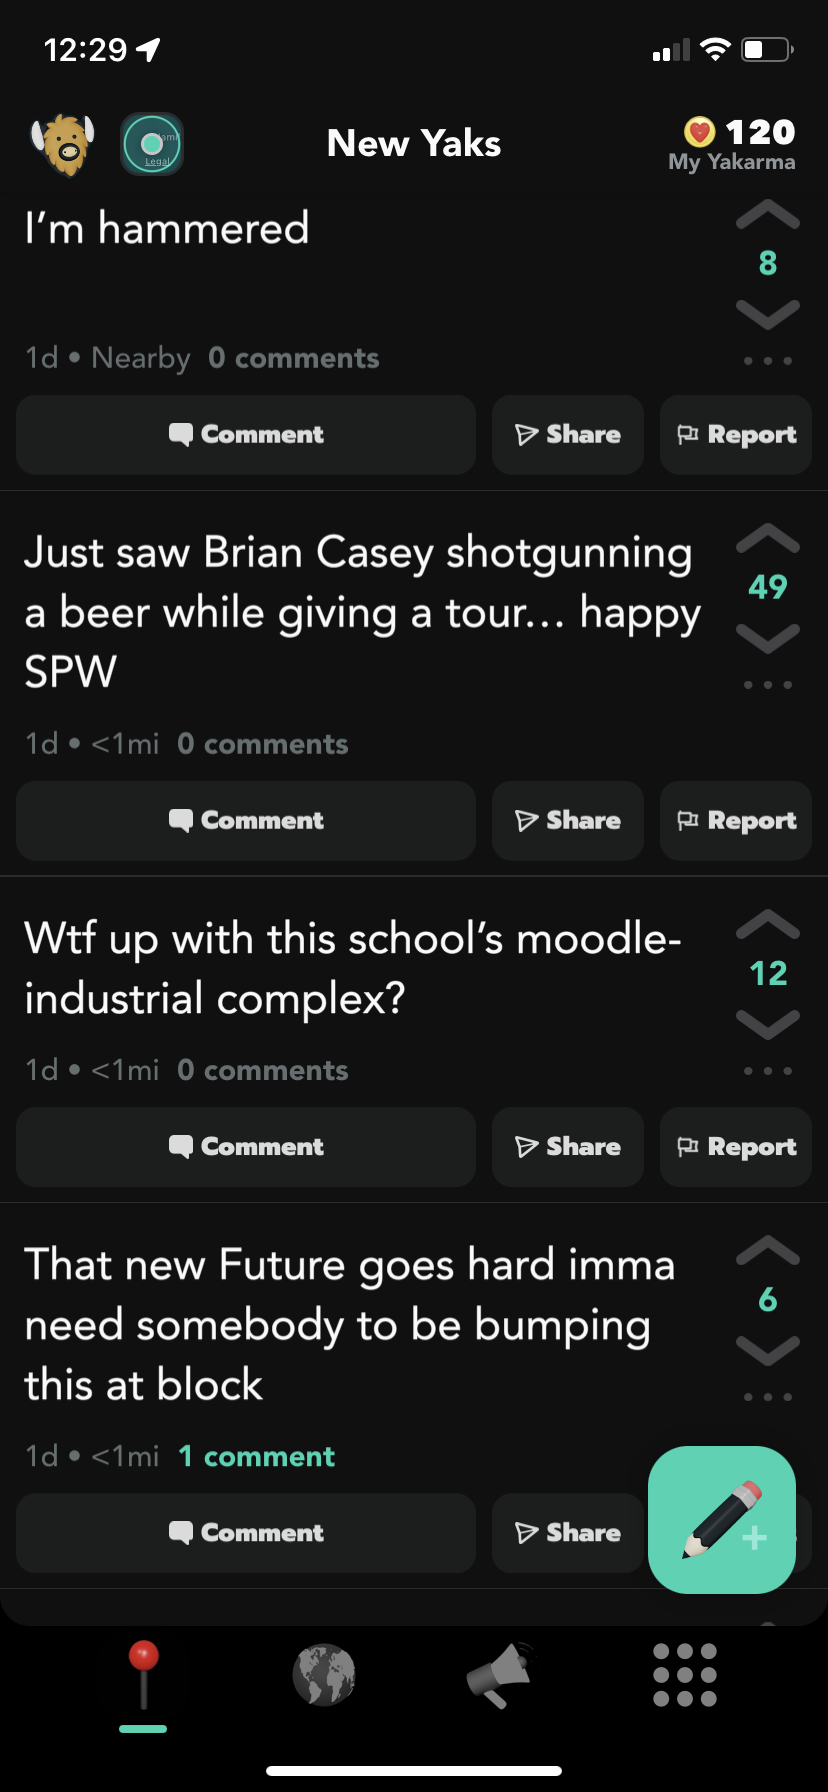 12:29
Legal
New Yaks
120
My Yakarma
I’m hammered
8
1d • Nearby 0 comments
Comment
Share
Report
Just saw Brian Casey shotgunning
a beer while giving a tour... happy
SPW
49
1d • <1mi 0 comments
Comment
Share
Report
Wtf up with this school’s moodle-
industrial complex?
12
1d • <1mi 0 comments
Comment
Share
Report
That new Future goes hard imma
need somebody to be bumping
this at block
6
1d • <1mi 1 comment
Comment
Share
+